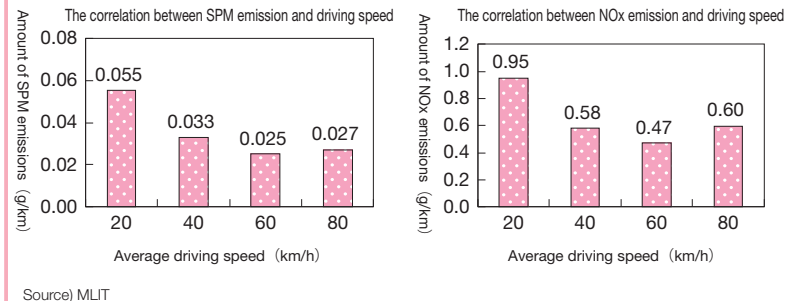 The correlation between SPM emission and driving speed
Amount of SPM emissions (g/km)
0.08
0.06
0.04
0.02
0.00
0.055
0.033
0.025
0.027
20 40 60 80
Average driving speed (km/h)
The correlation between NOx emission and driving speed
Amount of NOx emissions (g/km)
1.2
1.0
0.8
0.6
0.4
0.2
0.0
0.95
0.58
0.47
0.60
20 40 60 80
Average driving speed (km/h)
Source) MLIT